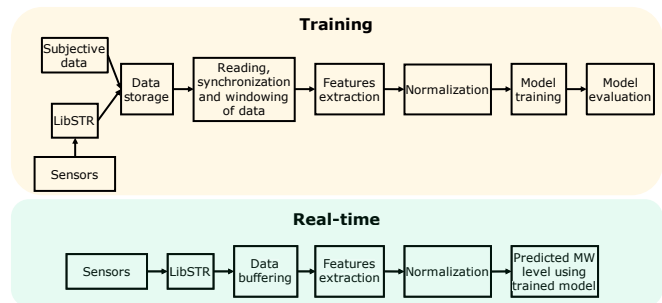 Training
Subjective
data
LibSTR
Sensors
Data
storage
Reading,
synchronization
and windowing
of data
Features
extraction
Normalization
Model
training
Model
evaluation
Real-time
Sensors
LibSTR
Data
buffering
Features
extraction
Normalization
Predicted MW
level using
trained model